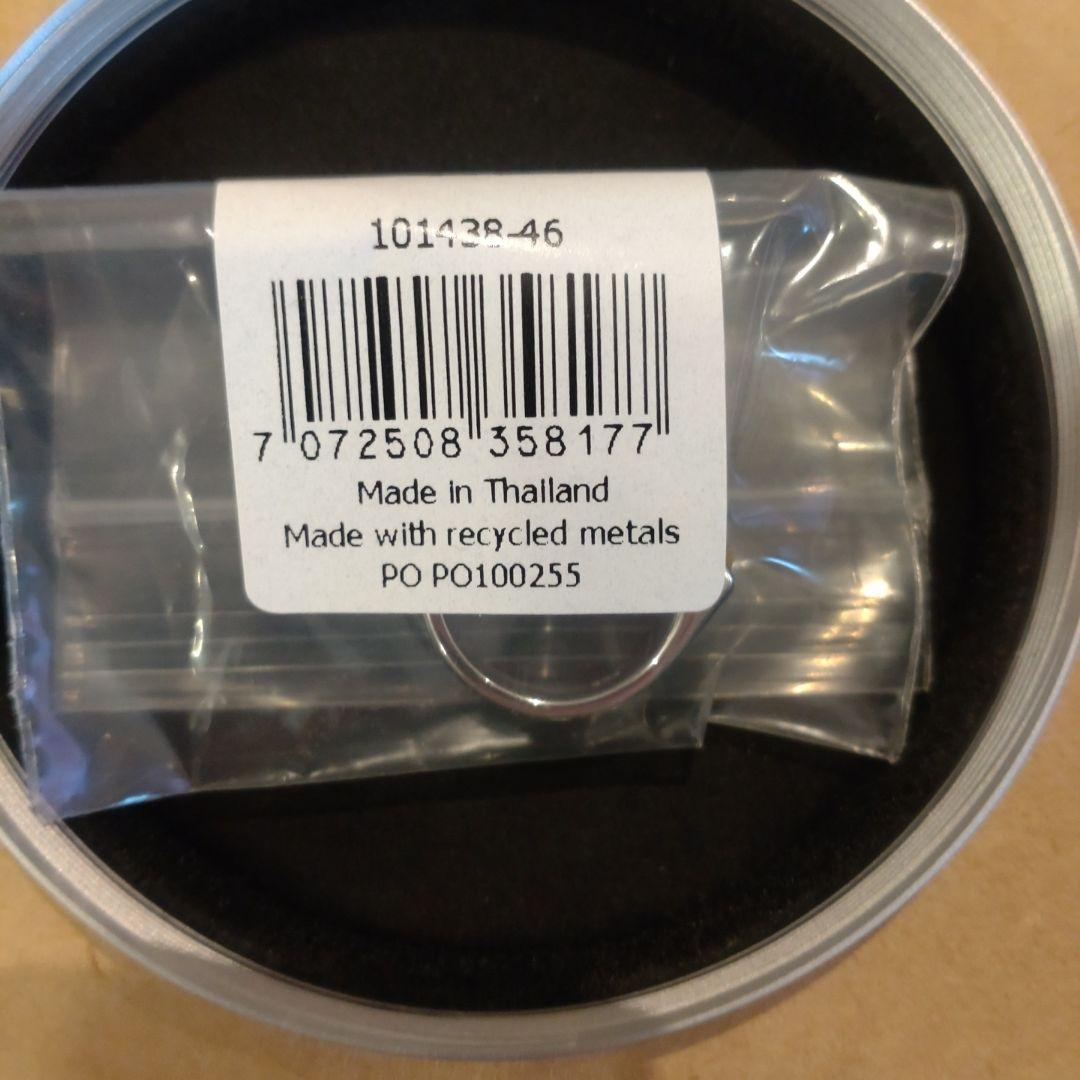 101438-46
7 072508 358177
Made in Thailand
Made with recycled metals
PO PO100255